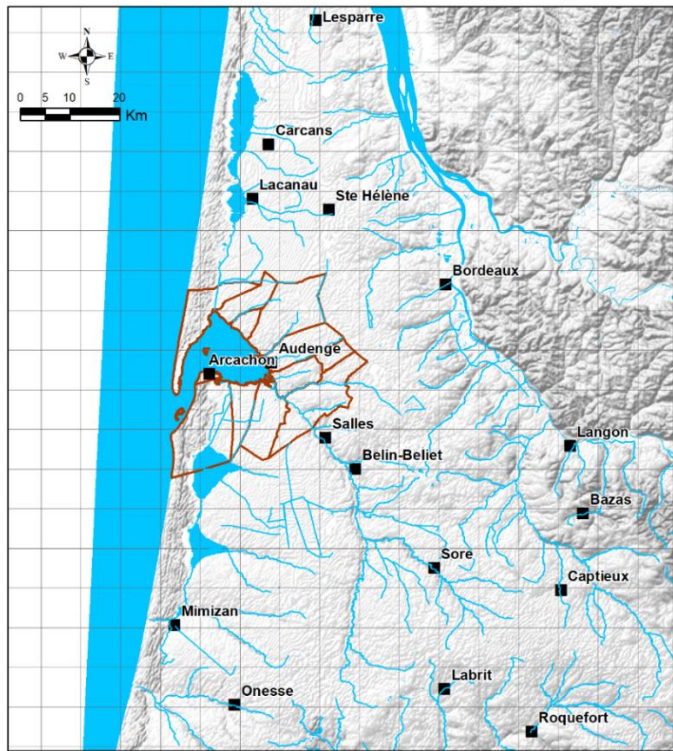 Lesparre
N
W E
S
0 5 10 20
Km
Carcans
Lacanau
Ste Hélène
Bordeaux
Audenge
Arcachon
Salles
Langon
Belin-Beliet
Bazas
Sore
Captieux
Mimizan
Labrit
Onesse
Roquefort